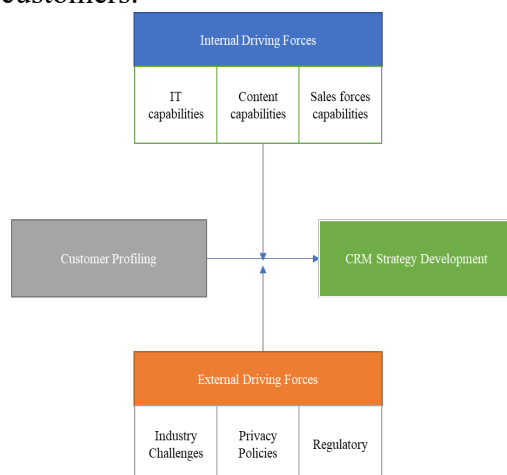 customers.
Internal Driving Forces
IT
capabilities
Content
capabilities
Sales forces
capabilities
Customer Profiling
CRM Strategy Development
External Driving Forces
Industry
Challenges
Privacy
Policies
Regulatory